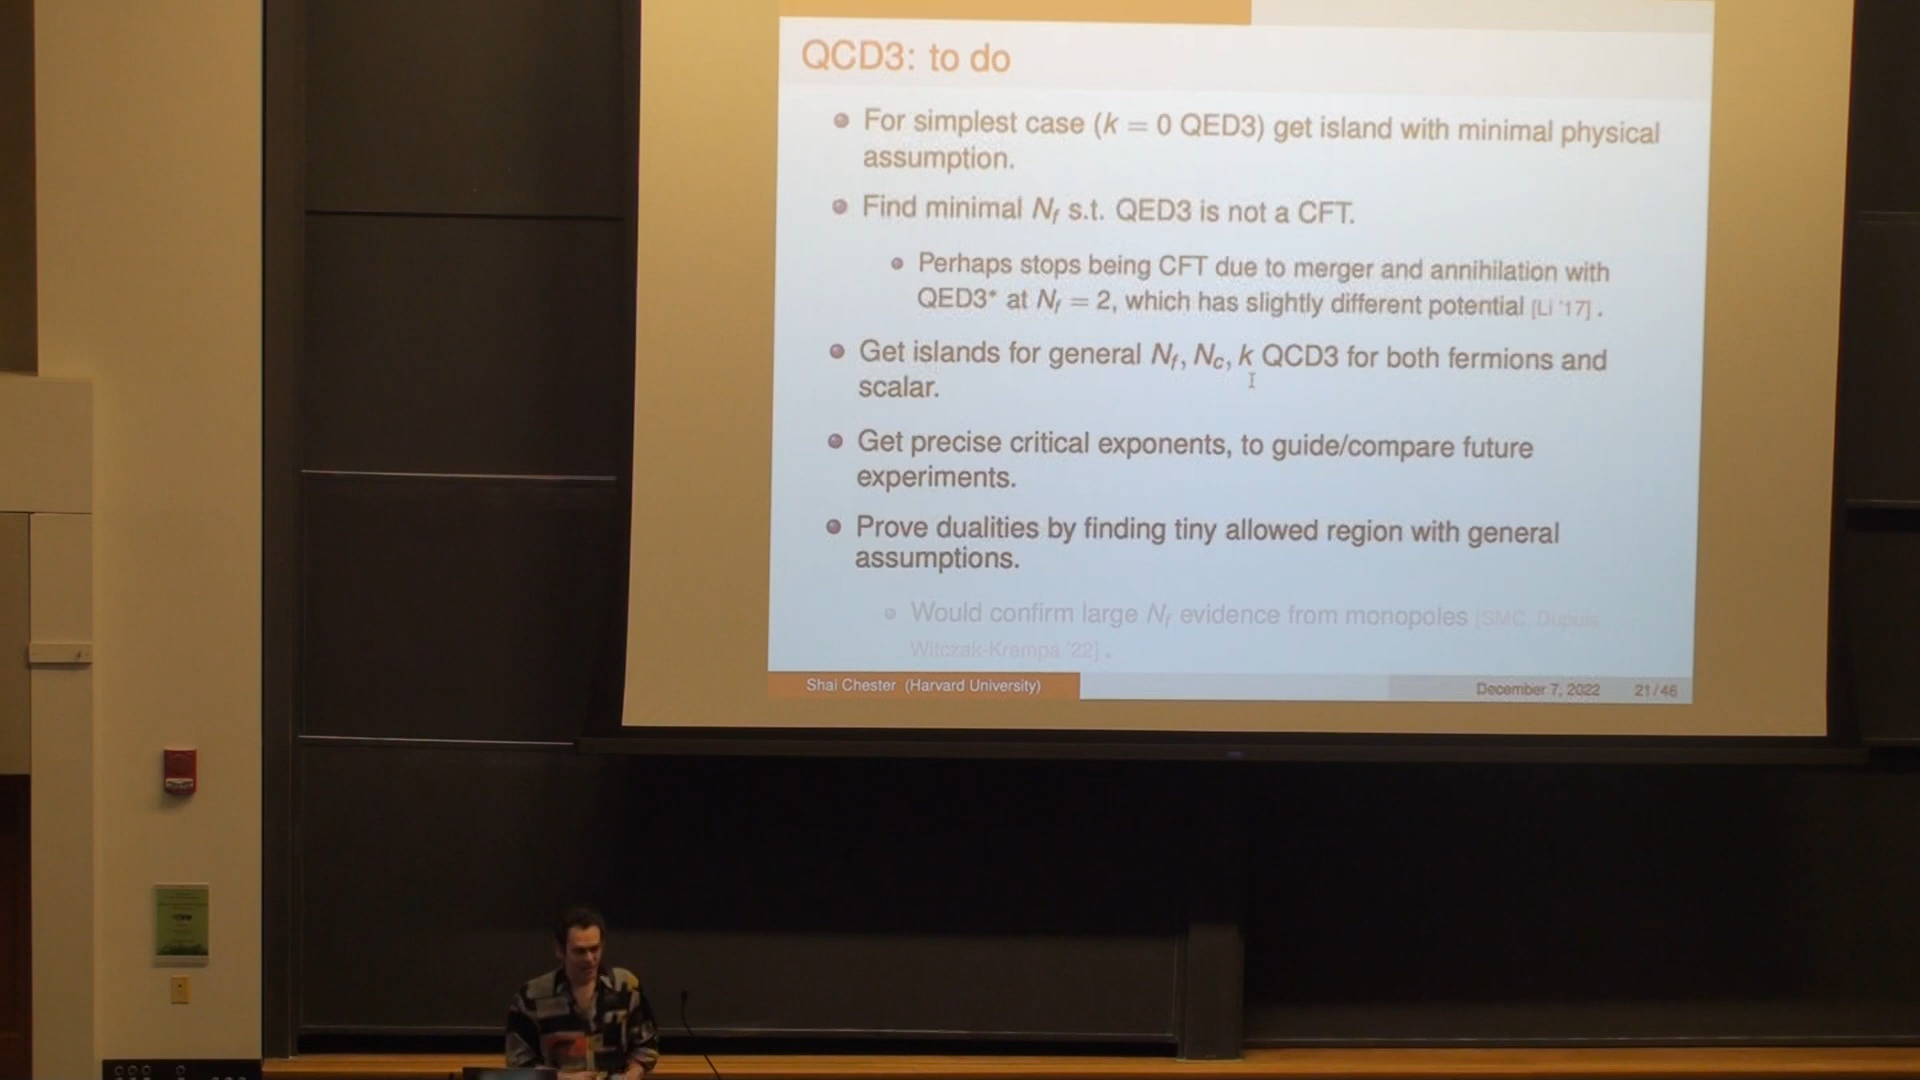 QCD3: to do
For simplest case (k = 0 QED3) get island with minimal physical
assumption.
Find minimal N_f s.t. QED3 is not a CFT.
Perhaps stops being CFT due to merger and annihilation with
QED3* at N_f = 2, which has slightly different potential [Li '17] .
Get islands for general N_f, N_c, k QCD3 for both fermions and
scalar.
Get precise critical exponents, to guide/compare future
experiments.
Prove dualities by finding tiny allowed region with general
assumptions.
Would confirm large N_f evidence from monopoles [SMC, Dupuis,
Witczak-Krempa '22] .
Shai Chester (Harvard University)
December 7, 2022
21/46